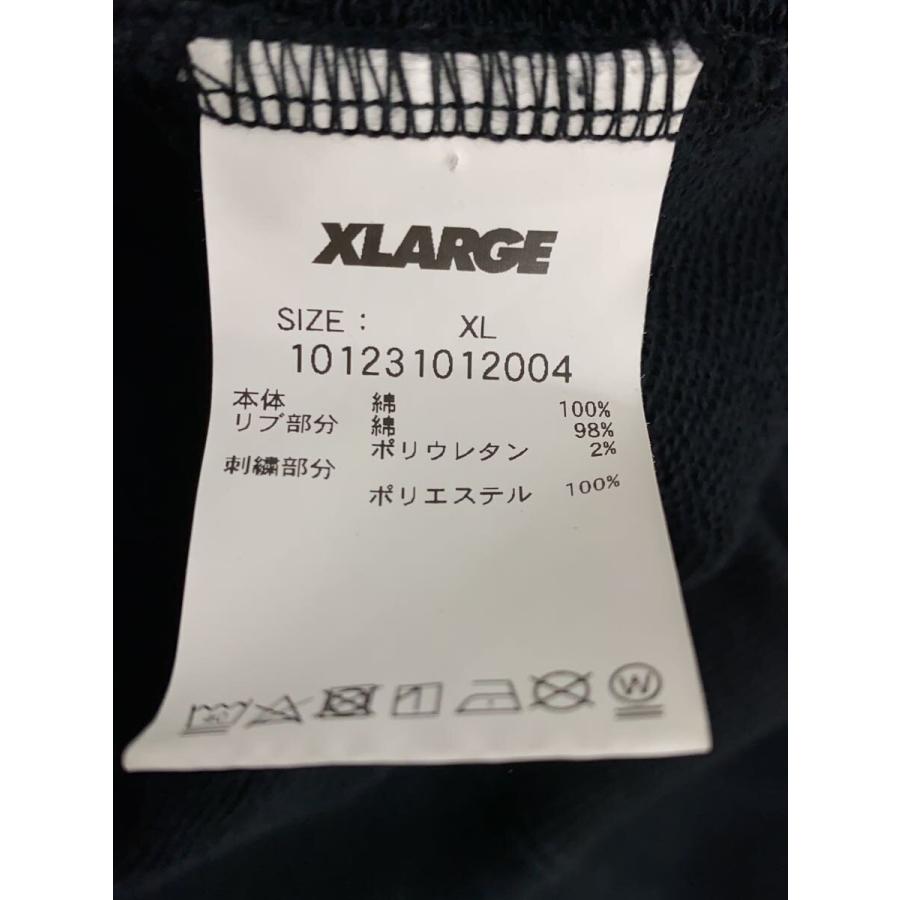 XLARGE
SIZE : XL
101231012004
本体 綿 100%
リブ部分 綿 98%
ポリウレタン 2%
刺繍部分
ポリエステル 100%
W